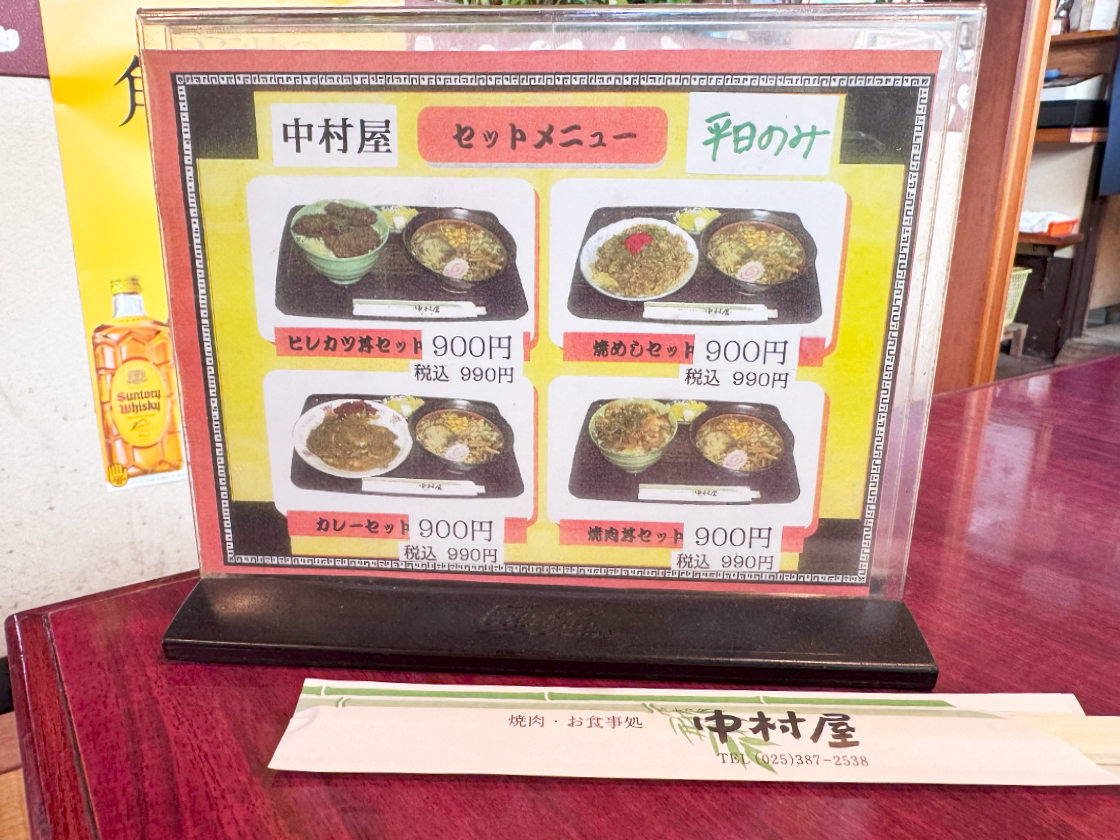 角
中村屋
セットメニュー
平日のみ
ヒレカツ丼セット
900円
税込 990円
焼めしセット
900円
税込 990円
カレーセット
900円
税込 990円
焼肉丼セット
900円
税込 990円
Suntory
Whisky
焼肉・お食事処
中村屋
TEL (025)387-2538